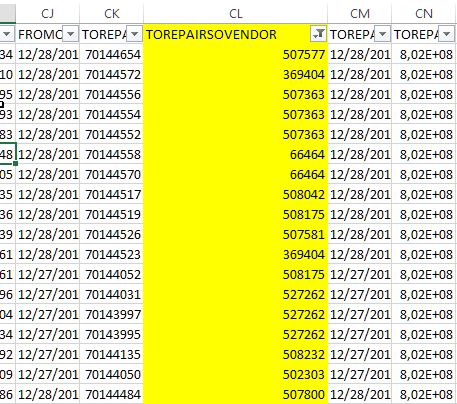 CJ CK CL CM CN
FROMC TOREPA TOREPAIRSOVENDOR TOREPA TOREPA
34 12/28/201 70144654 507577 12/28/201 8,02E+08
10 12/28/201 70144572 369404 12/28/201 8,02E+08
95 12/28/201 70144556 507363 12/28/201 8,02E+08
93 12/28/201 70144554 507363 12/28/201 8,02E+08
83 12/28/201 70144552 507363 12/28/201 8,02E+08
48 12/28/201 70144558 66464 12/28/201 8,02E+08
05 12/28/201 70144570 66464 12/28/201 8,02E+08
35 12/28/201 70144517 508042 12/28/201 8,02E+08
36 12/28/201 70144519 508175 12/28/201 8,02E+08
39 12/28/201 70144526 507581 12/28/201 8,02E+08
61 12/28/201 70144523 369404 12/28/201 8,02E+08
61 12/27/201 70144052 508175 12/27/201 8,02E+08
96 12/27/201 70144031 527262 12/27/201 8,02E+08
04 12/27/201 70143997 527262 12/27/201 8,02E+08
34 12/27/201 70143995 527262 12/27/201 8,02E+08
92 12/27/201 70144135 508232 12/27/201 8,02E+08
09 12/27/201 70144050 502303 12/27/201 8,02E+08
86 12/28/201 70144484 507800 12/28/201 8,02E+08